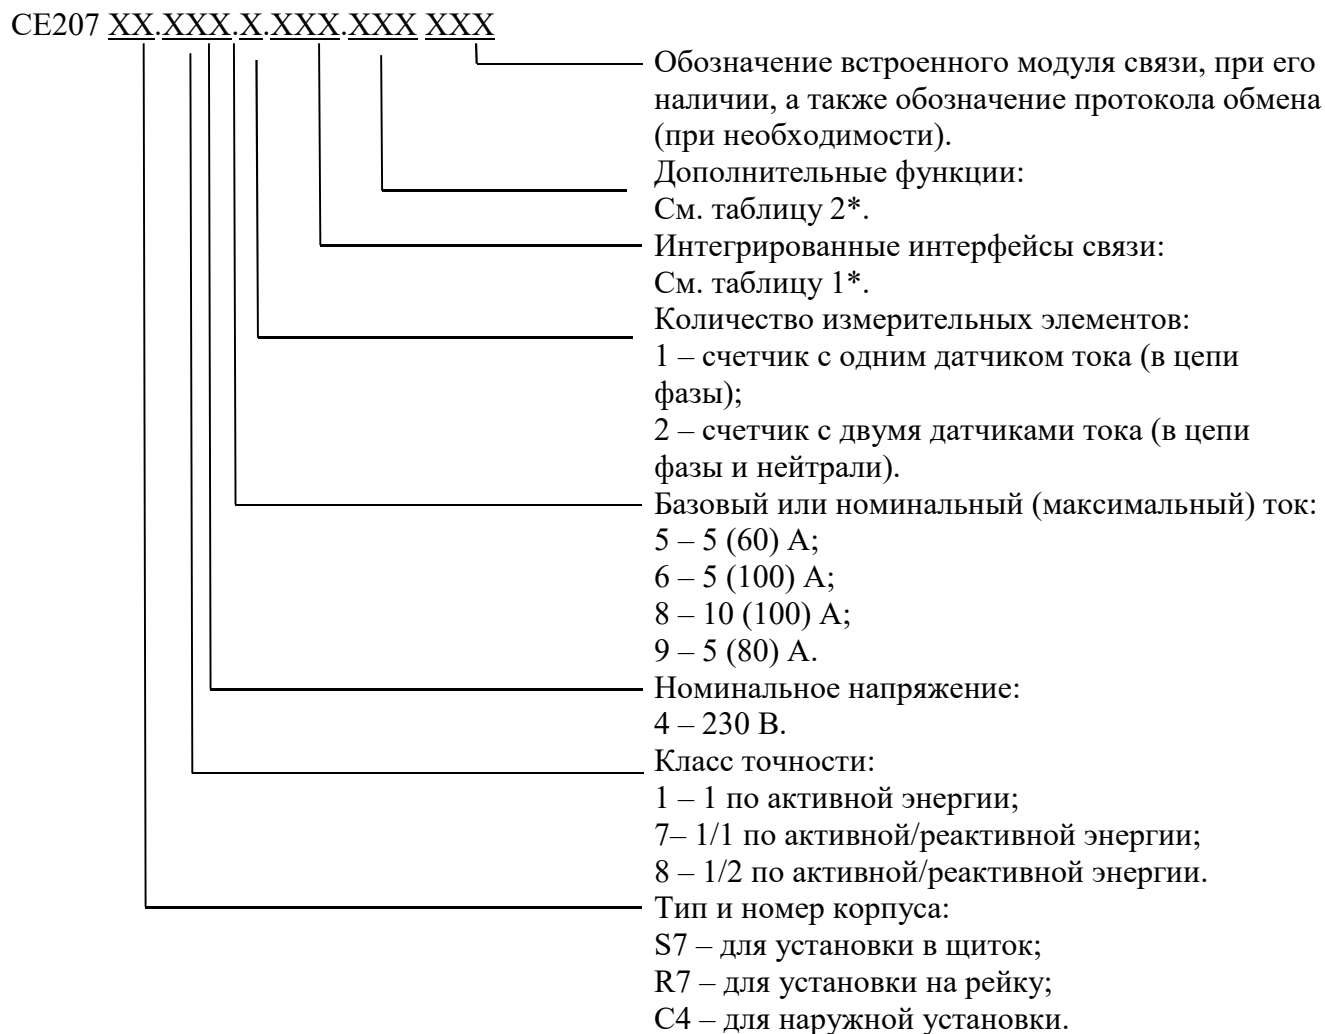 CE207 XX.XXX.X.XXX.XXX XXX
Обозначение встроенного модуля связи, при его
наличии, а также обозначение протокола обмена
(при необходимости).
Дополнительные функции:
См. таблицу 2*.
Интегрированные интерфейсы связи:
См. таблицу 1*.
Количество измерительных элементов:
1 – счетчик с одним датчиком тока (в цепи
фазы);
2 – счетчик с двумя датчиками тока (в цепи
фазы и нейтрали).
Базовый или номинальный (максимальный) ток:
5 – 5 (60) А;
6 – 5 (100) А;
8 – 10 (100) А;
9 – 5 (80) А.
Номинальное напряжение:
4 – 230 В.
Класс точности:
1 – 1 по активной энергии;
7– 1/1 по активной/реактивной энергии;
8 – 1/2 по активной/реактивной энергии.
Тип и номер корпуса:
S7 – для установки в щиток;
R7 – для установки на рейку;
C4 – для наружной установки.